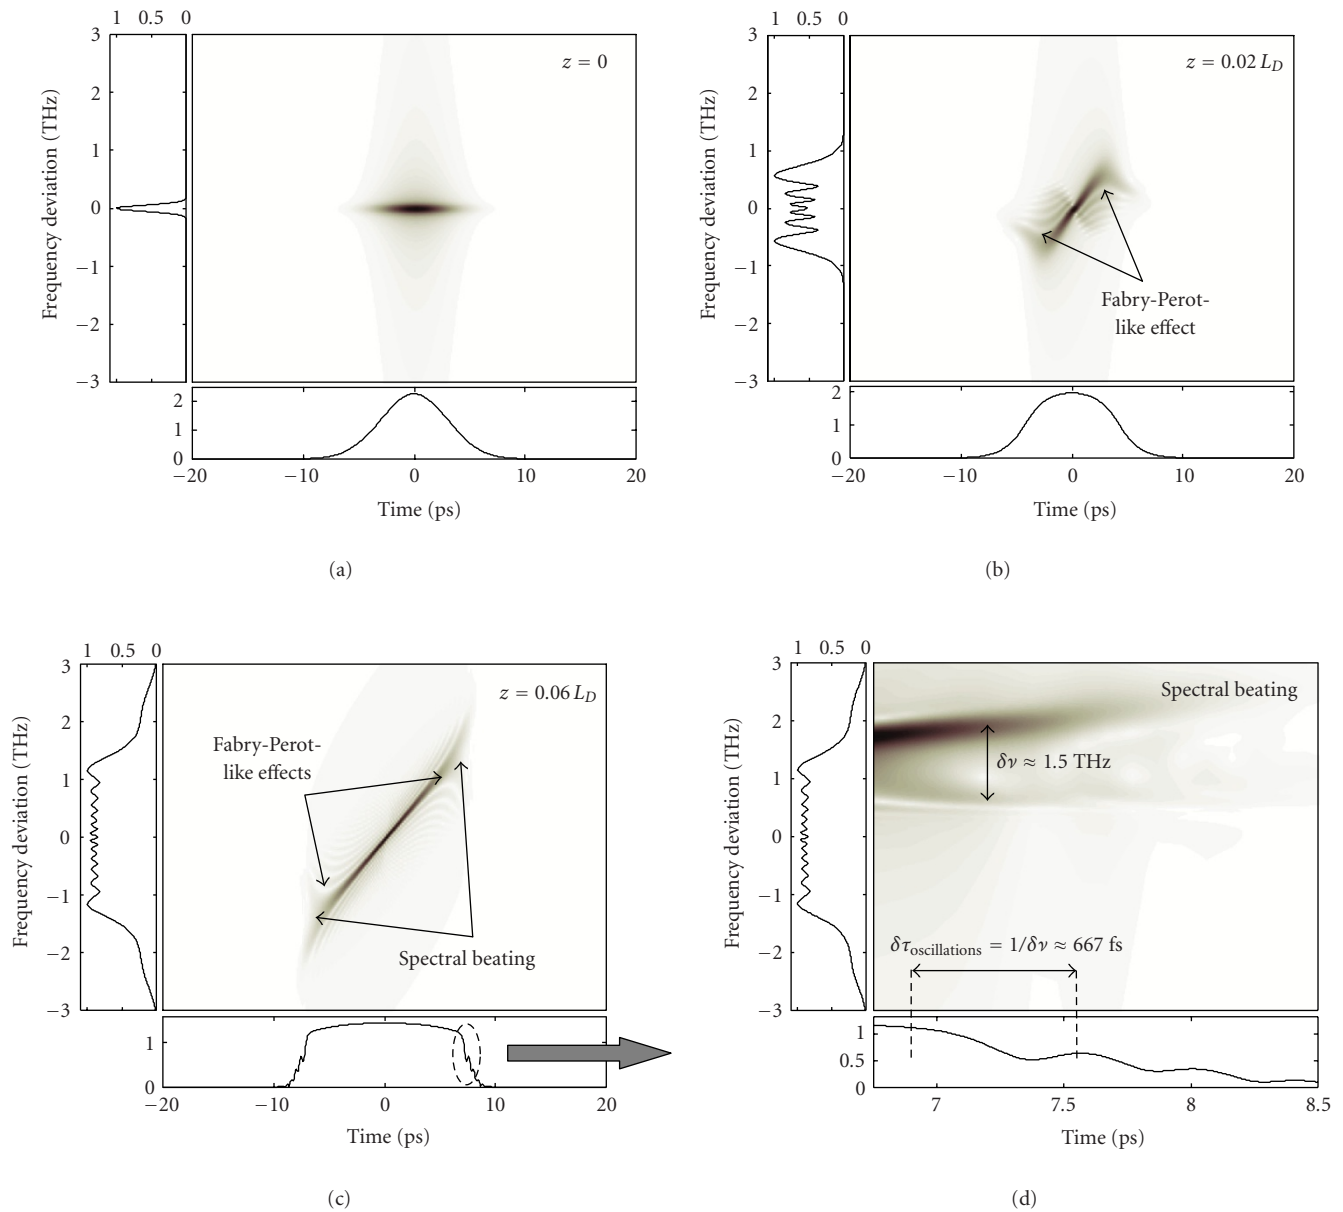 1 0.5 0
3
2
1
0
−1
−2
−3
Frequency deviation (THz)
z = 0
2
1
0
−20 −10 0 10 20
Time (ps)
(a)
1 0.5 0
3
2
1
0
−1
−2
−3
Frequency deviation (THz)
z = 0.02 L_D
Fabry-Perot-
like effect
2
1
0
−20 −10 0 10 20
Time (ps)
(b)
1 0.5 0
3
2
1
0
−1
−2
−3
Frequency deviation (THz)
z = 0.06 L_D
Fabry-Perot-
like effects
Spectral beating
1
0
−20 −10 0 10 20
Time (ps)
(c)
1 0.5 0
3
2
1
0
−1
−2
−3
Frequency deviation (THz)
Spectral beating
δν ≈ 1.5 THz
δτ_oscillations = 1/δν ≈ 667 fs
1
0.5
0
7 7.5 8 8.5
Time (ps)
(d)